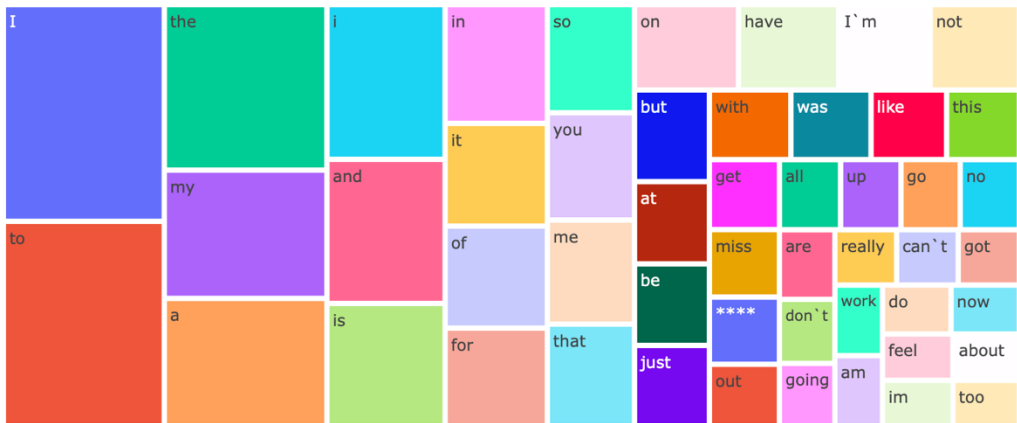 I
to
the
my
a
i
and
is
in
it
of
for
so
you
me
that
on
have
I`m
not
but
at
be
just
with
was
like
this
get
all
up
go
no
miss
are
really
can`t
got
****
don`t
work
do
now
feel
about
out
going
am
im
too